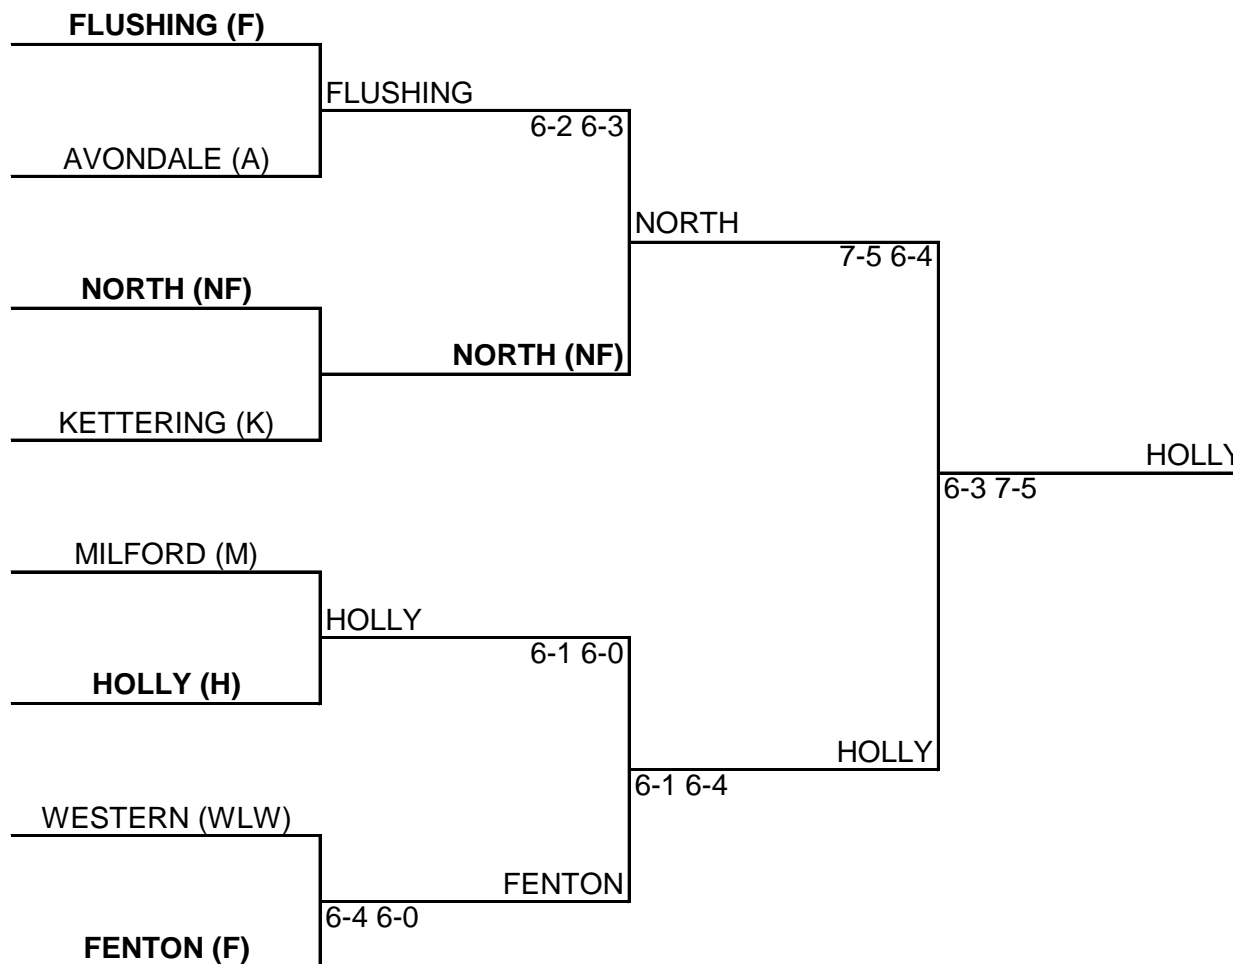 FLUSHING (F)
FLUSHING
6-2 6-3
AVONDALE (A)
NORTH
7-5 6-4
NORTH (NF)
NORTH (NF)
KETTERING (K)
HOLLY
6-3 7-5
MILFORD (M)
HOLLY
6-1 6-0
HOLLY (H)
HOLLY
6-1 6-4
WESTERN (WLW)
FENTON
6-4 6-0
FENTON (F)